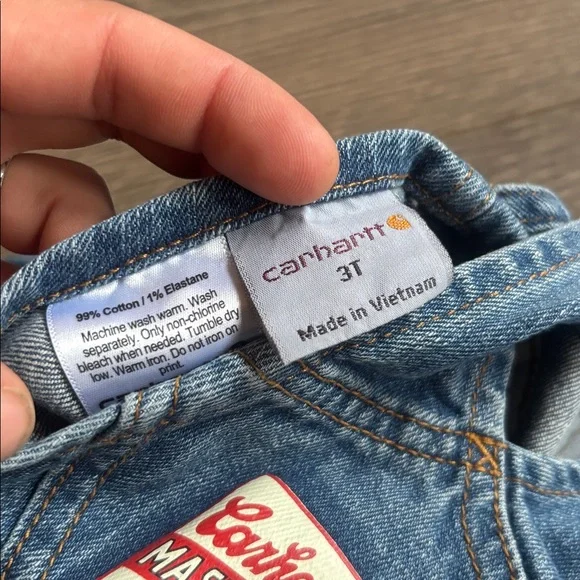 carhartt
3T
Made in Vietnam
99% Cotton / 1% Elastane
Machine wash warm. Wash
separately. Only non-chlorine
bleach when needed. Tumble dry
low. Warm Iron. Do not iron on
print.